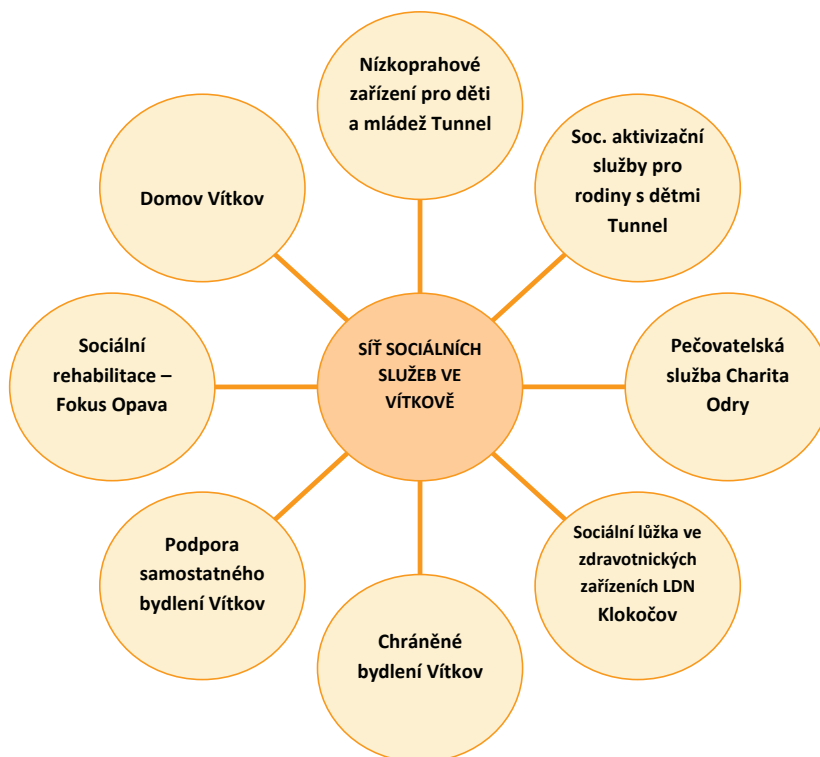 Nízkoprahové
zařízení pro děti
a mládež Tunnel
Soc. aktivizační
služby pro
rodiny s dětmi
Tunnel
Domov Vítkov
Sociální
rehabilitace –
Fokus Opava
SÍŤ SOCIÁLNÍCH
SLUŽEB VE
VÍTKOVĚ
Pečovatelská
služba Charita
Odry
Podpora
samostatného
bydlení Vítkov
Sociální lůžka ve
zdravotnických
zařízeních LDN
Klokočov
Chráněné
bydlení Vítkov